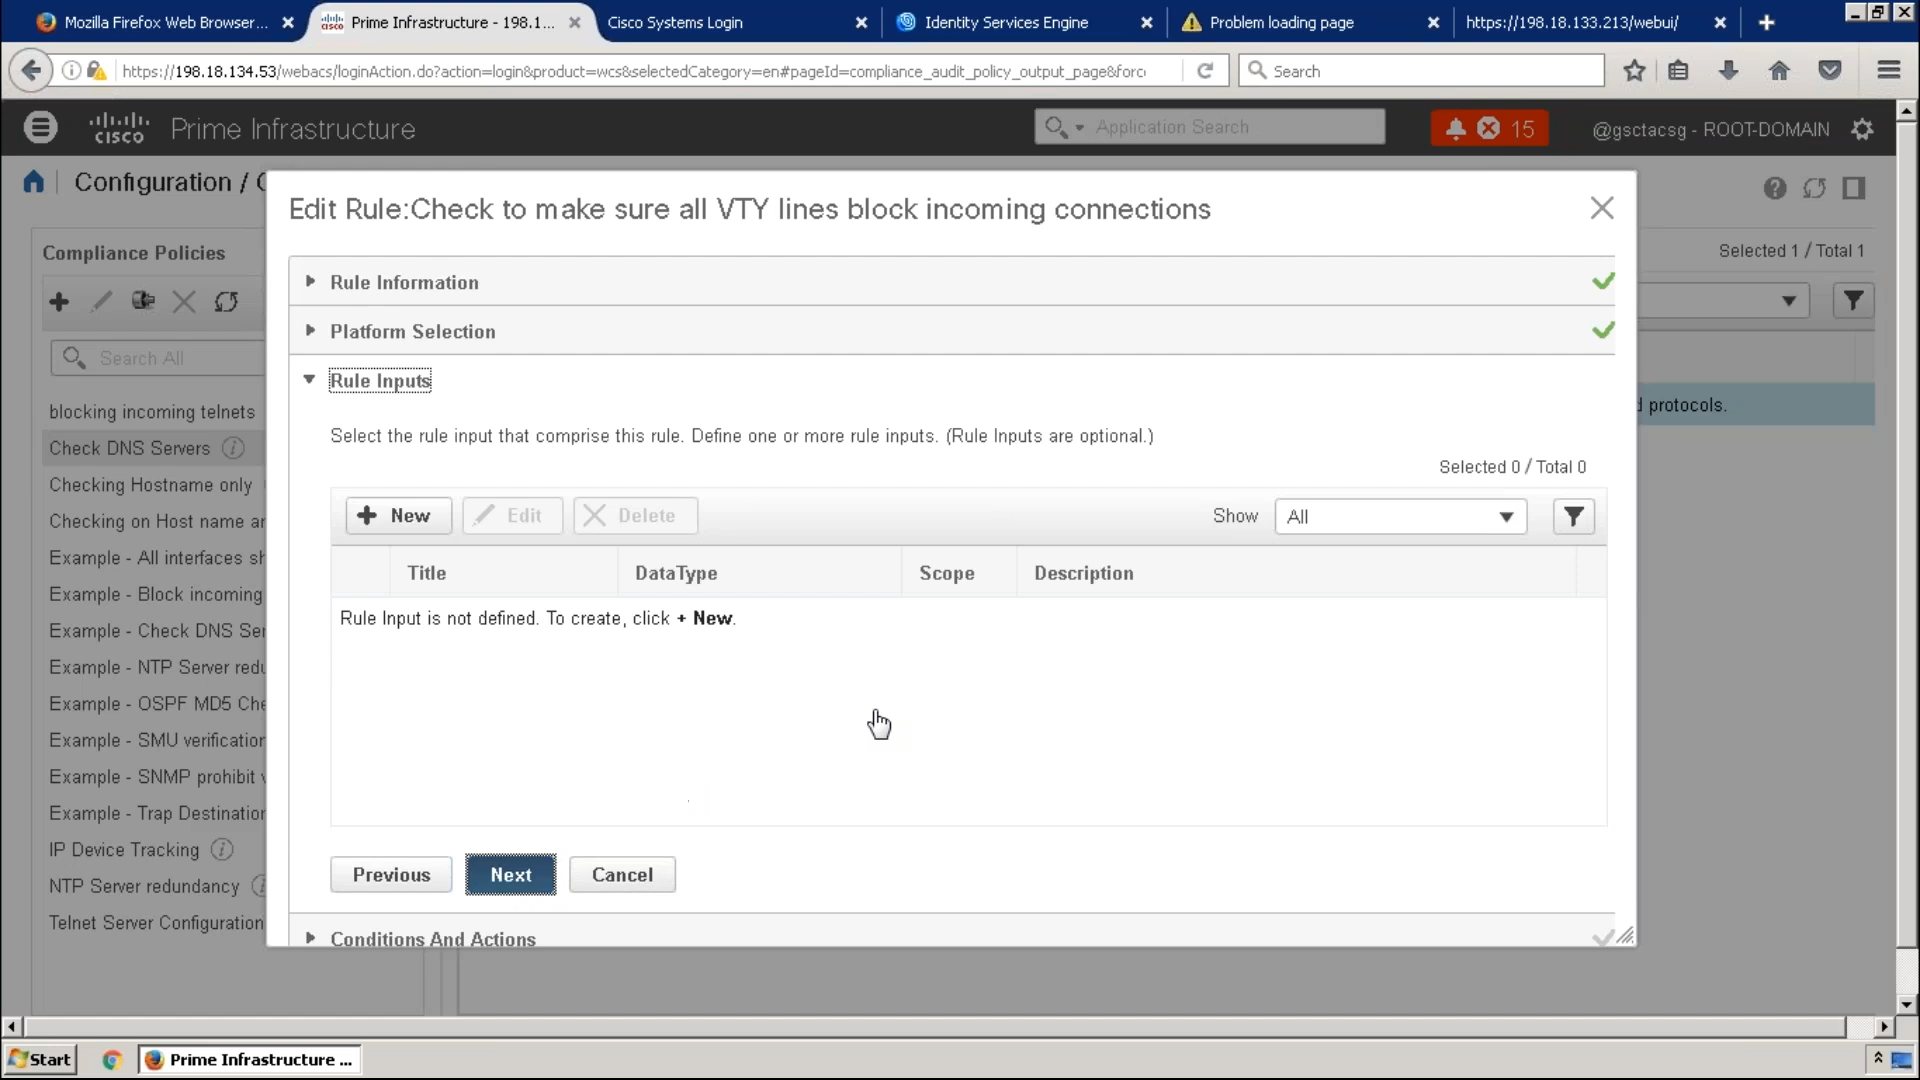 Mozilla Firefox Web Browser...
Prime Infrastructure - 198.1...
Cisco Systems Login
Identity Services Engine
Problem loading page
https://198.18.133.213/webui/
https://198.18.134.53/webacs/loginAction.do?action=login&product=wcs&selectedCategory=en#pageId=compliance_audit_policy_output_page&forc
Search
CISCO Prime Infrastructure
Application Search
15
@gsctacsg - ROOT-DOMAIN
Configuration /
Edit Rule:Check to make sure all VTY lines block incoming connections
Compliance Policies
Selected 1 / Total 1
Rule Information
Platform Selection
Search All
Rule Inputs
blocking incoming telnets
protocols.
Check DNS Servers
Select the rule input that comprise this rule. Define one or more rule inputs. (Rule Inputs are optional.)
Selected 0 / Total 0
Checking Hostname only
New
Edit
Delete
Show
All
Checking on Host name
Example - All interfaces
Title
DataType
Scope
Description
Example - Block incoming
Rule Input is not defined. To create, click + New.
Example - Check DNS
Example - NTP Server
Example - OSPF MD5
Example - SMU verification
Example - SNMP prohibit
Example - Trap Destination
IP Device Tracking
NTP Server redundancy
Previous
Next
Cancel
Telnet Server Configuration
Conditions And Actions
Start
Prime Infrastructure ...